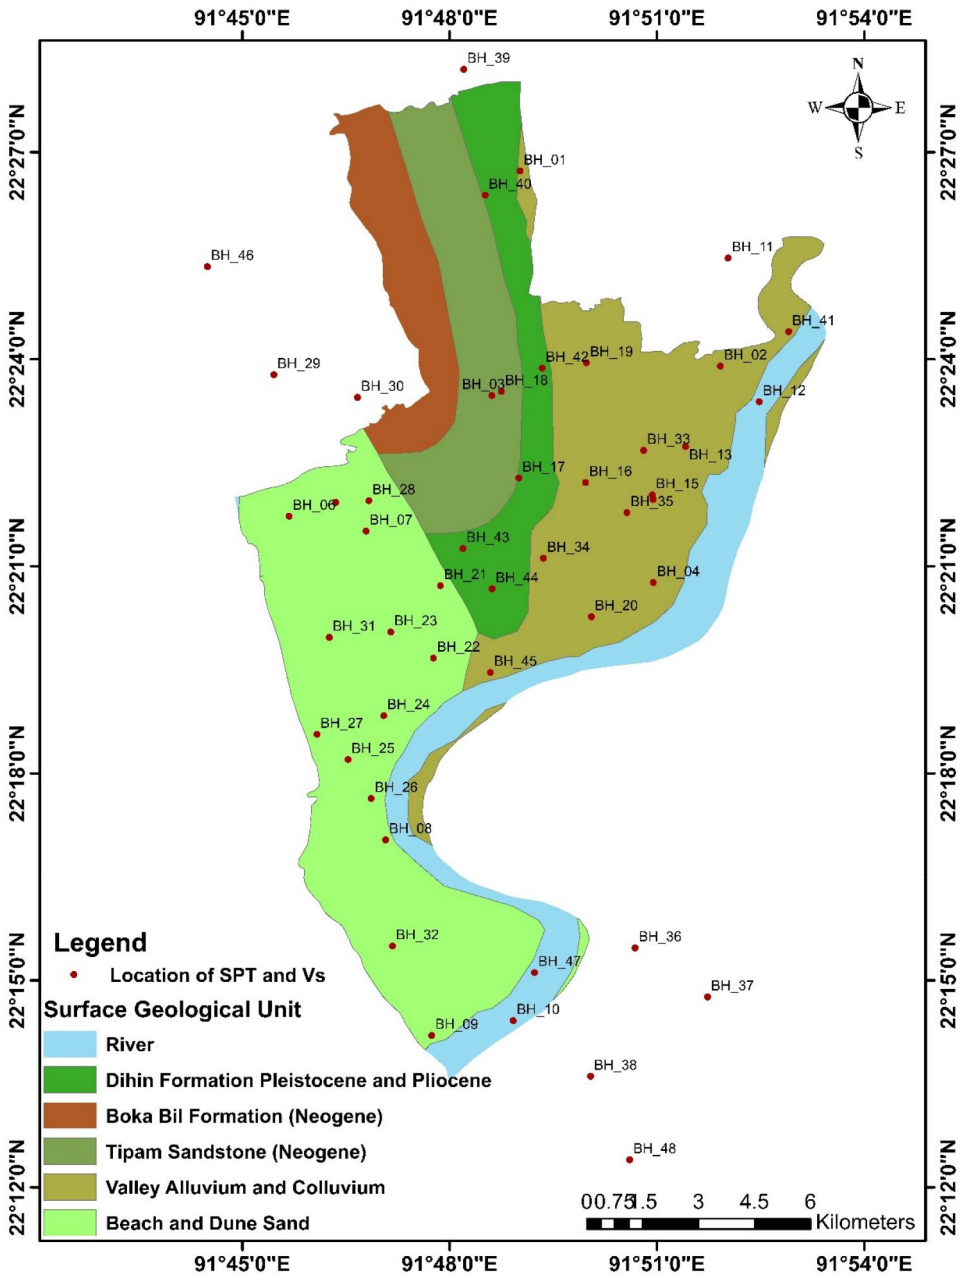 91°45'0"E 91°48'0"E 91°51'0"E 91°54'0"E
BH_39
N
W E
S
22°27'0"N 22°27'0"N
BH_01
BH_40
BH_46
BH_11
BH_41
22°24'0"N 22°24'0"N
BH_42 BH_19 BH_02
BH_29
BH_03 BH_18
BH_30
BH_12
BH_33
BH_13
BH_17
BH_16
BH_15
BH_28
BH_06
BH_35
BH_07
22°21'0"N 22°21'0"N
BH_43
BH_34
BH_21 BH_44 BH_04
BH_31 BH_23 BH_20
BH_22
BH_45
BH_24
BH_27
BH_25
22°18'0"N 22°18'0"N
BH_26
BH_08
BH_32
BH_36
BH_47
BH_37
22°15'0"N 22°15'0"N
BH_09 BH_10
BH_38
BH_48
22°12'0"N 22°12'0"N
Legend
Location of SPT and Vs
Surface Geological Unit
River
Dihin Formation Pleistocene and Pliocene
Boka Bil Formation (Neogene)
Tipam Sandstone (Neogene)
Valley Alluvium and Colluvium
Beach and Dune Sand
0 0.75 1.5 3 4.5 6
Kilometers
91°45'0"E 91°48'0"E 91°51'0"E 91°54'0"E